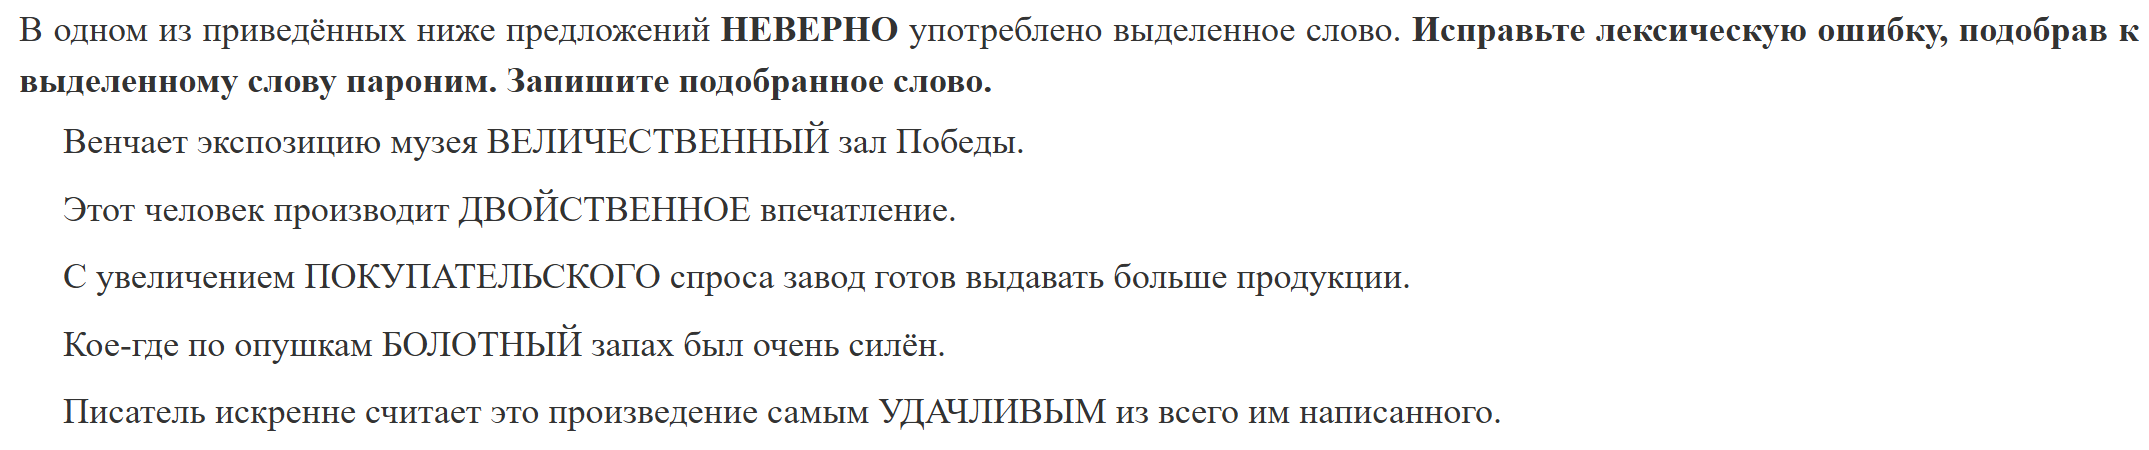 В одном из приведённых ниже предложений НЕВЕРНО употреблено выделенное слово. Исправьте лексическую ошибку, подобрав к
выделенному слову пароним. Запишите подобранное слово.
Венчает экспозицию музея ВЕЛИЧЕСТВЕННЫЙ зал Победы.
Этот человек производит ДВОЙСТВЕННОЕ впечатление.
С увеличением ПОКУПАТЕЛЬСКОГО спроса завод готов выдавать больше продукции.
Кое-где по опушкам БОЛОТНЫЙ запах был очень силён.
Писатель искренне считает это произведение самым УДАЧЛИВЫМ из всего им написанного.